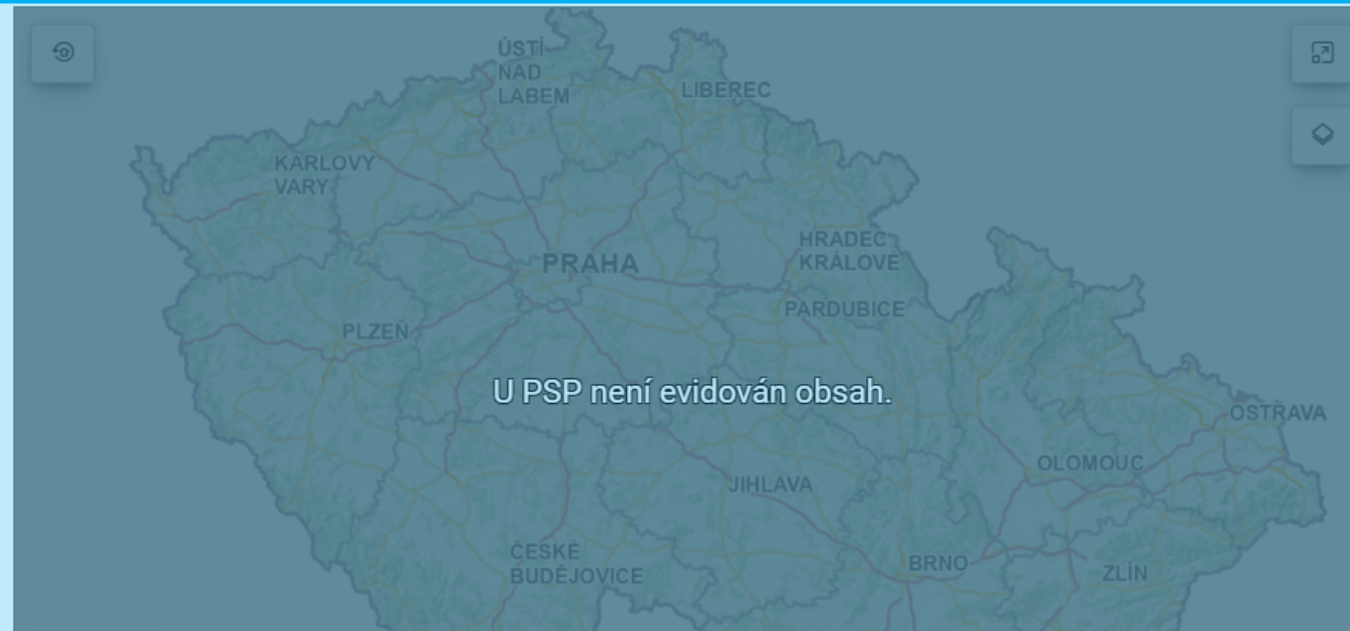 ÚSTÍ
NAD
LABEM
LIBEREC
KARLOVY
VARY
HRADEC
KRÁLOVÉ
PRAHA
PARDUBICE
PLZEŇ
U PSP není evidován obsah.
OSTRAVA
OLOMOUC
JIHLAVA
ČESKÉ
BUDĚJOVICE
BRNO
ZLÍN